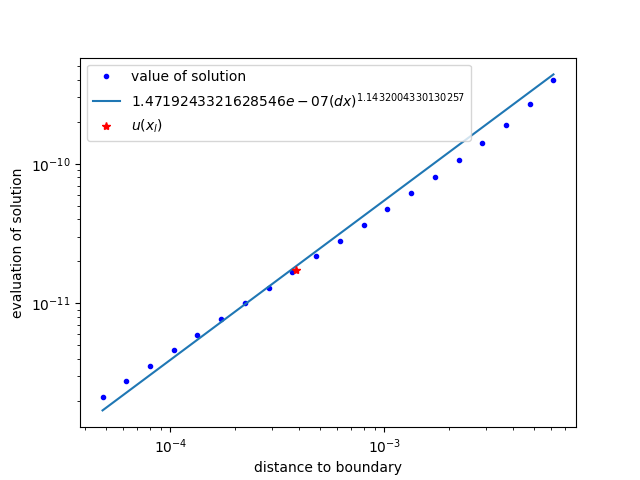 value of solution
1.4719243321628546e − 07(dx)^1.1432004330130257
u(x_l)
10^−10
10^−11
evaluation of solution
10^−4
10^−3
distance to boundary